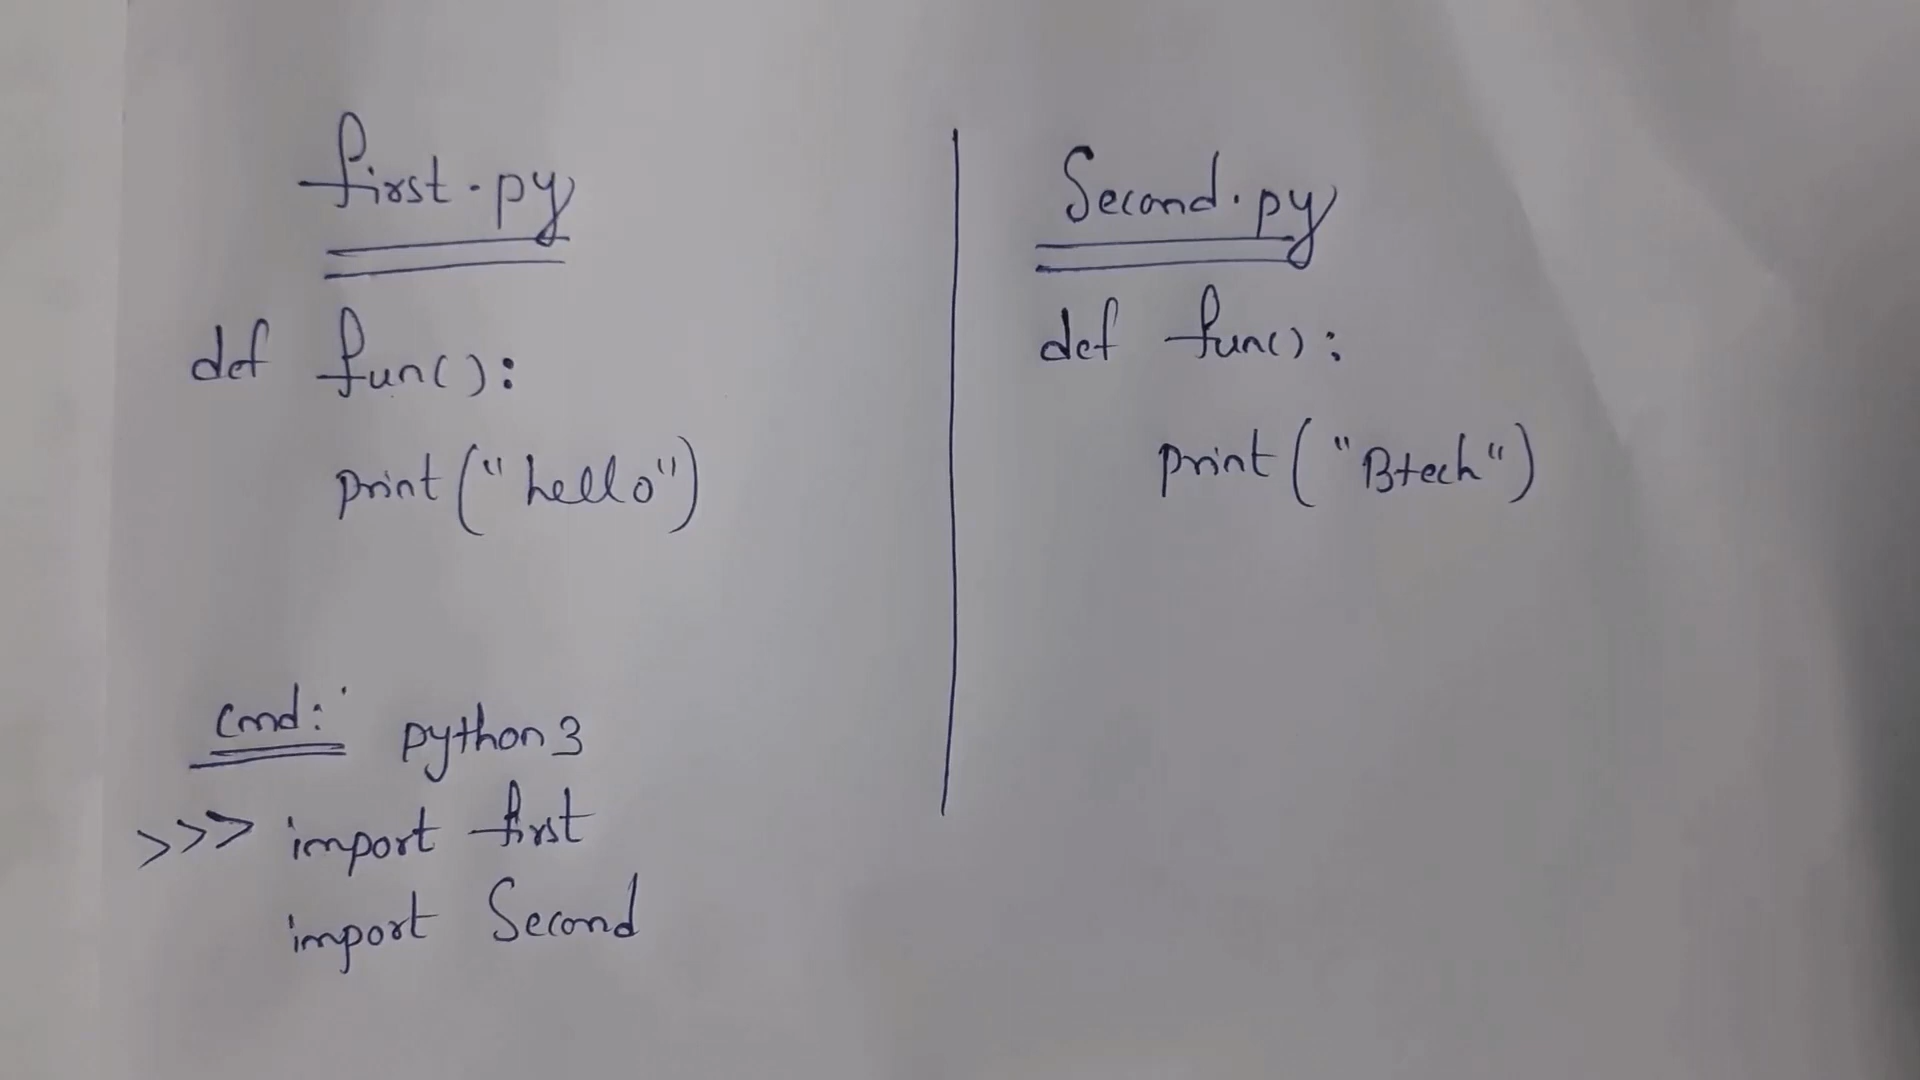 first.py
def fun():
print("hello")
cmd: python3
>>> import first
import Second
Second.py
def fun():
print("Btech")